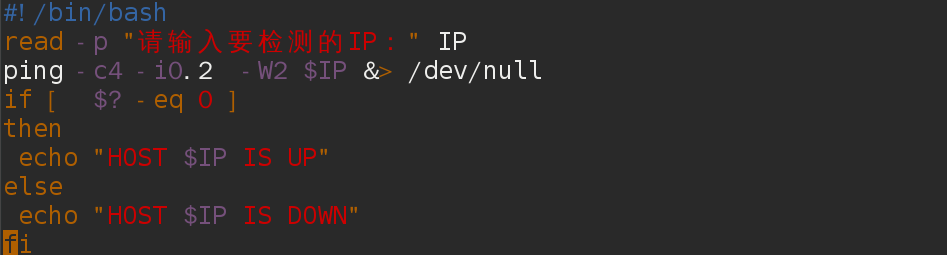 #!/bin/bash
read -p "请输入要检测的IP：" IP
ping -c4 -i0.2  -W2 $IP &> /dev/null
if [  $? -eq 0 ]
then
 echo "HOST $IP IS UP"
else
 echo "HOST $IP IS DOWN"
fi